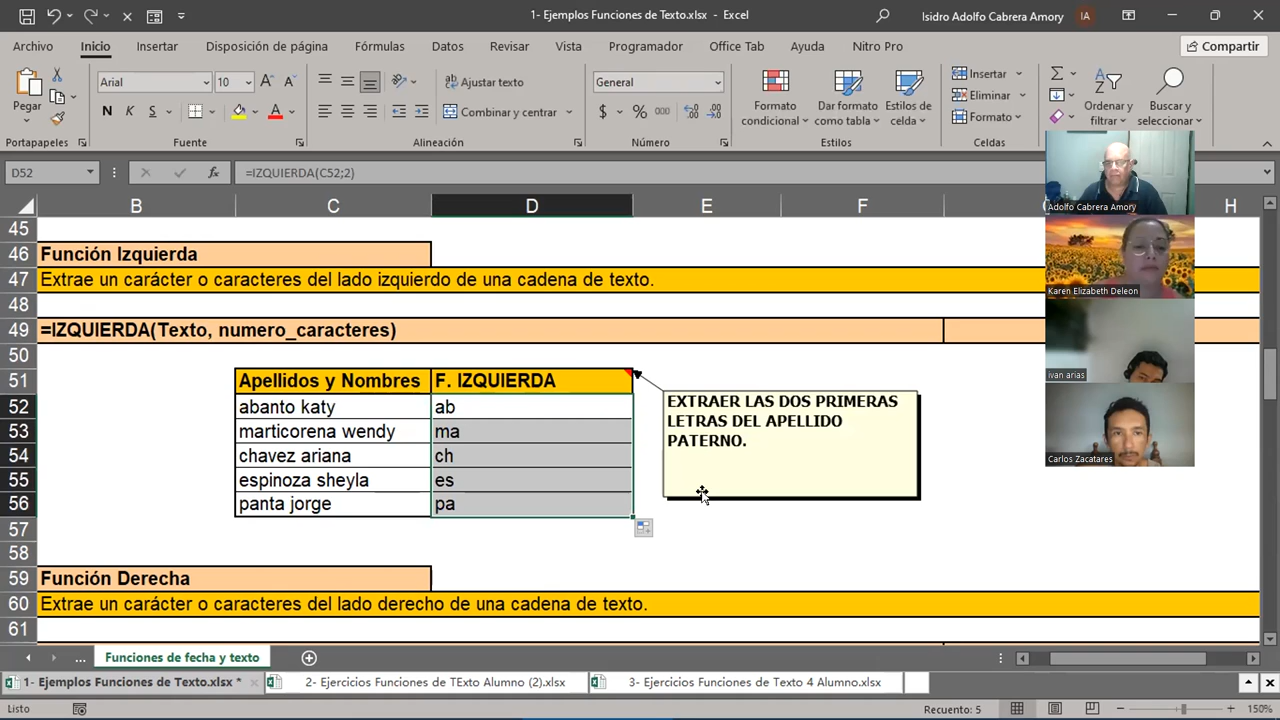 1- Ejemplos Funciones de Texto.xlsx - Excel
Isidro Adolfo Cabrera Amory
IA
Archivo Inicio Insertar Disposición de página Fórmulas Datos Revisar Vista Programador Office Tab Ayuda Nitro Pro
Compartir
Pegar
Arial 10
N K S
Ajustar texto
Combinar y centrar
General
$ % 000
Formato condicional
Dar formato como tabla
Estilos de celda
Insertar
Eliminar
Formato
Ordenar y filtrar
Buscar y seleccionar
Portapapeles Fuente Alineación Número Estilos Celdas
D52
fx
=IZQUIERDA(C52;2)
B C D E F H
45
46 Función Izquierda
47 Extrae un carácter o caracteres del lado izquierdo de una cadena de texto.
48
49 =IZQUIERDA(Texto, numero_caracteres)
50
51 Apellidos y Nombres F. IZQUIERDA
52 abanto katy ab
53 marticorena wendy ma
54 chavez ariana ch
55 espinoza sheyla es
56 panta jorge pa
57
58
59 Función Derecha
60 Extrae un carácter o caracteres del lado derecho de una cadena de texto.
61
EXTRAER LAS DOS PRIMERAS
LETRAS DEL APELLIDO
PATERNO.
Adolfo Cabrera Amory
Karen Elizabeth Deleon
ivan arias
Carlos Zacatares
... Funciones de fecha y texto
1- Ejemplos Funciones de Texto.xlsx * 2- Ejercicios Funciones de TExto Alumno (2).xlsx 3- Ejercicios Funciones de Texto 4 Alumno.xlsx
Listo
Recuento: 5
150%